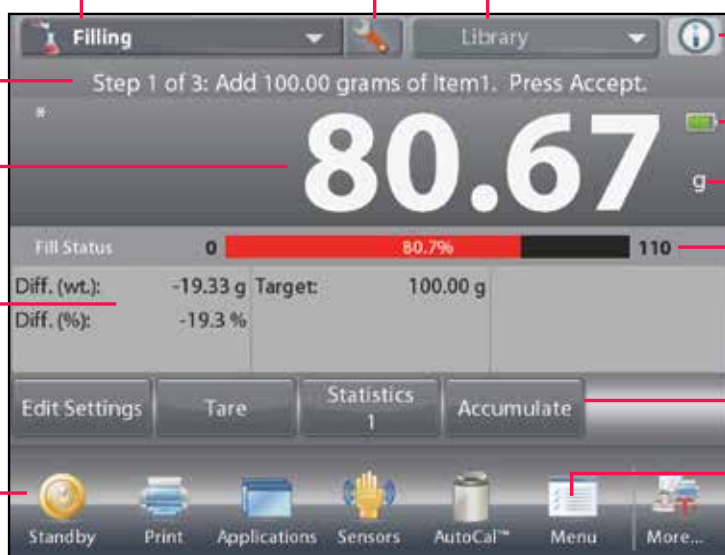 Filling Library
Step 1 of 3: Add 100.00 grams of Item1. Press Accept.
*
80.67
g
Fill Status 0 80.7% 110
Diff. (wt.): -19.33 g Target: 100.00 g
Diff. (%): -19.3 %
Edit Settings Tare Statistics Accumulate
1
Standby Print Applications Sensors AutoCal™ Menu More...